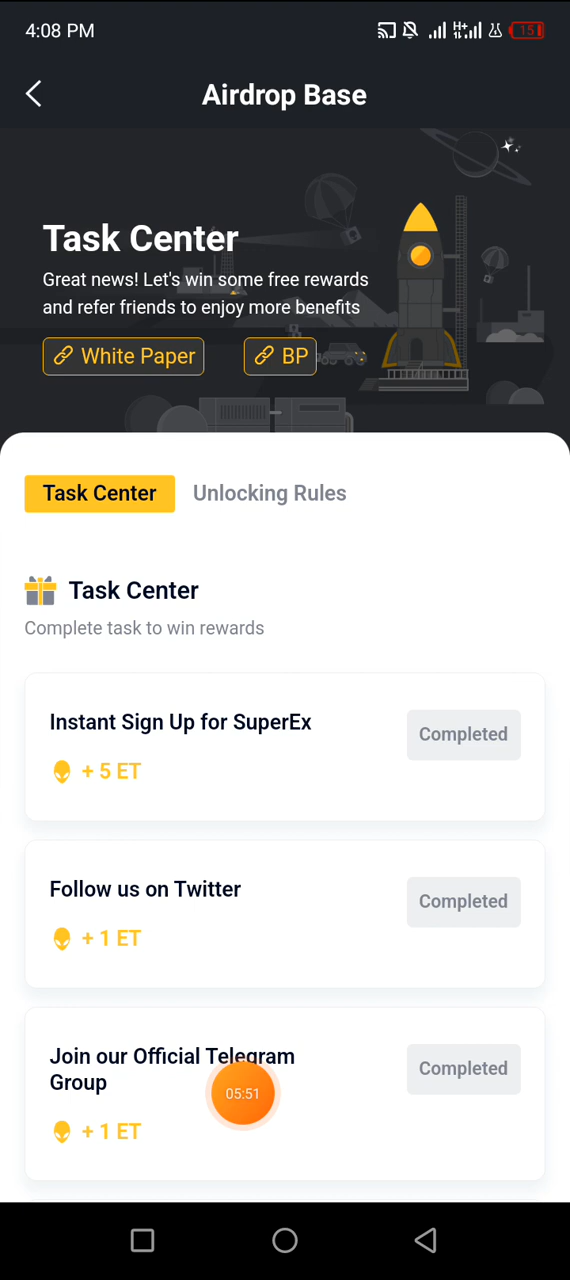 4:08 PM
H+
15
Airdrop Base
Task Center
Great news! Let's win some free rewards
and refer friends to enjoy more benefits
White Paper
BP
Task Center
Unlocking Rules
Task Center
Complete task to win rewards
Instant Sign Up for SuperEx
Completed
+ 5 ET
Follow us on Twitter
Completed
+ 1 ET
Join our Official Telegram
Group
Completed
05:51
+ 1 ET